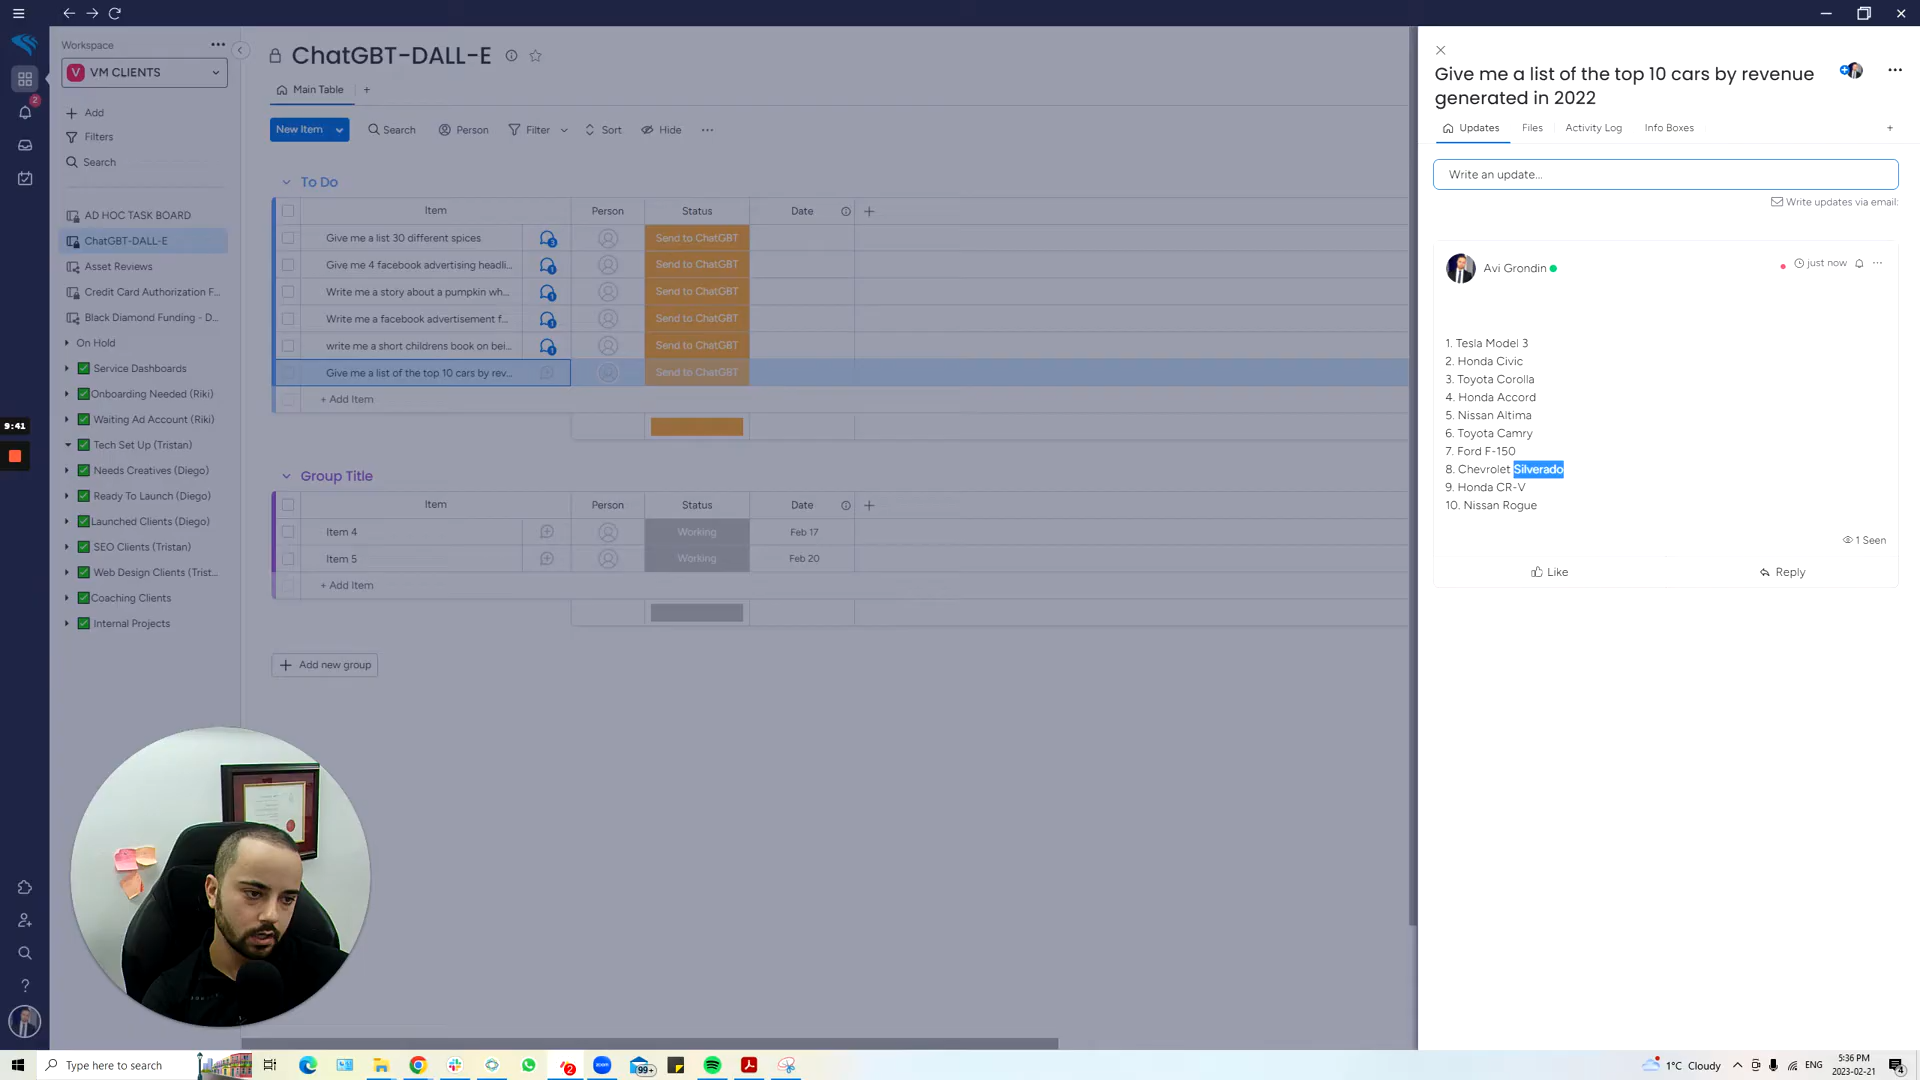 Workspace
V VM CLIENTS
2
Add
Filters
Search
AD HOC TASK BOARD
ChatGBT-DALL-E
Asset Reviews
Credit Card Authorization F...
Black Diamond Funding - D...
On Hold
Service Dashboards
Onboarding Needed (Riki)
Waiting Ad Account (Riki)
Tech Set Up (Tristan)
Needs Creatives (Diego)
Ready To Launch (Diego)
Launched Clients (Diego)
SEO Clients (Tristan)
Web Design Clients (Trist...
Coaching Clients
Internal Projects
9:41
ChatGBT-DALL-E
Main Table +
New Item Search Person Filter Sort Hide
To Do
Item Person Status Date
Give me a list 30 different spices 3 Send to ChatGBT
Give me 4 facebook advertising headli... 1 Send to ChatGBT
Write me a story about a pumpkin wh... 1 Send to ChatGBT
Write me a facebook advertisement f... 1 Send to ChatGBT
write me a short childrens book on bei... 1 Send to ChatGBT
Give me a list of the top 10 cars by rev... Send to ChatGBT
+ Add Item
Group Title
Item Person Status Date
Item 4 Working Feb 17
Item 5 Working Feb 20
+ Add Item
+ Add new group
Give me a list of the top 10 cars by revenue
generated in 2022
Updates Files Activity Log Info Boxes +
Write an update...
Write updates via email:
Avi Grondin just now
1. Tesla Model 3
2. Honda Civic
3. Toyota Corolla
4. Honda Accord
5. Nissan Altima
6. Toyota Camry
7. Ford F-150
8. Chevrolet Silverado
9. Honda CR-V
10. Nissan Rogue
1 Seen
Like Reply
Type here to search
zoom
2
99+
1°C Cloudy
ENG
5:36 PM
2023-02-21
4